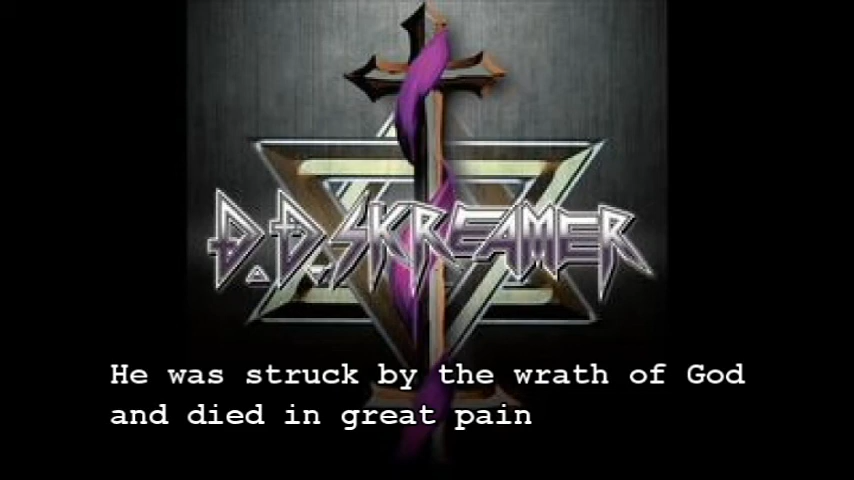 D.D.SKREAMER
He was struck by the wrath of God
and died in great pain